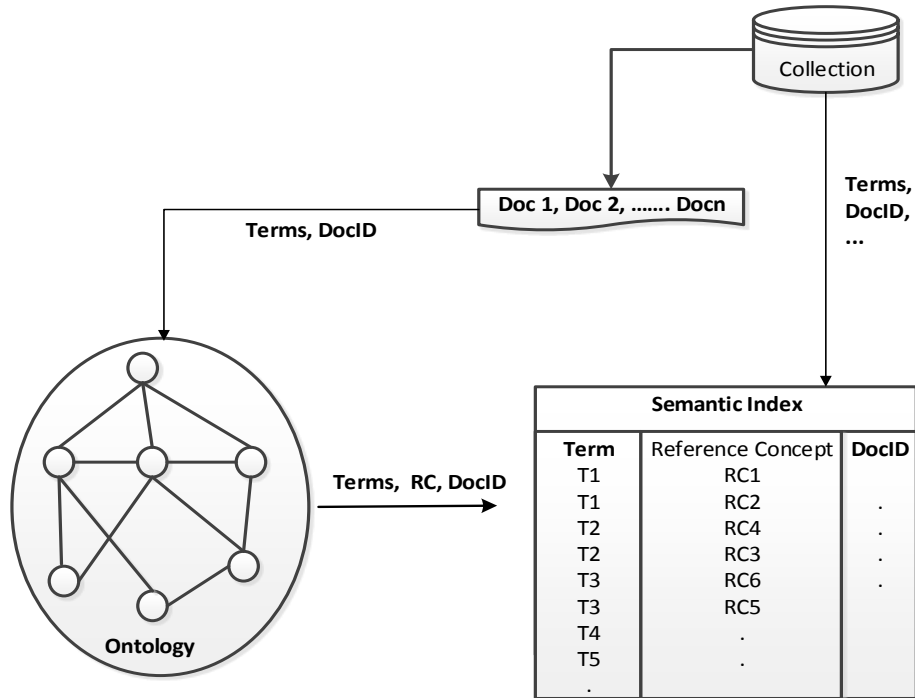 Collection
Doc 1, Doc 2, ....... Docn
Terms,
DocID,
...
Terms, DocID
Semantic Index
Term Reference Concept DocID
T1 RC1
T1 RC2 .
T2 RC4 .
T2 RC3 .
T3 RC6 .
T3 RC5
T4 .
T5 .
.
Terms, RC, DocID
Ontology